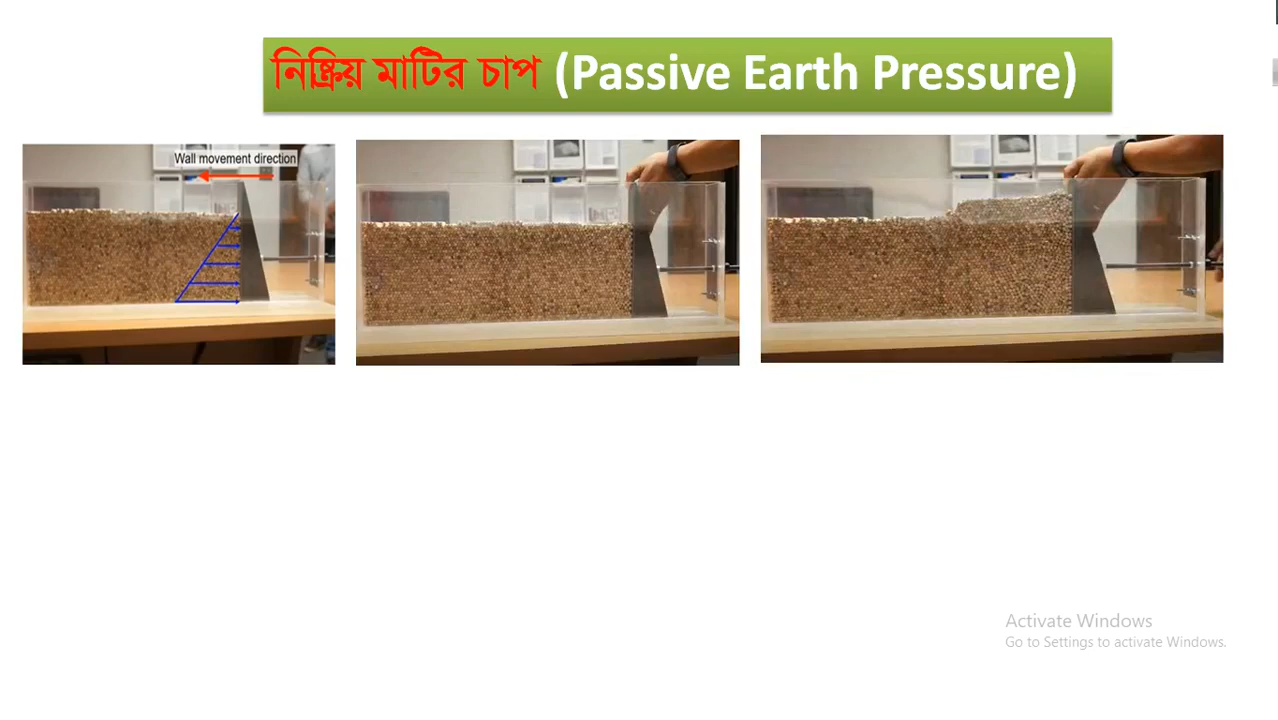 নিষ্ক্রিয় মাটির চাপ (Passive Earth Pressure)
Wall movement direction
Activate Windows
Go to Settings to activate Windows.